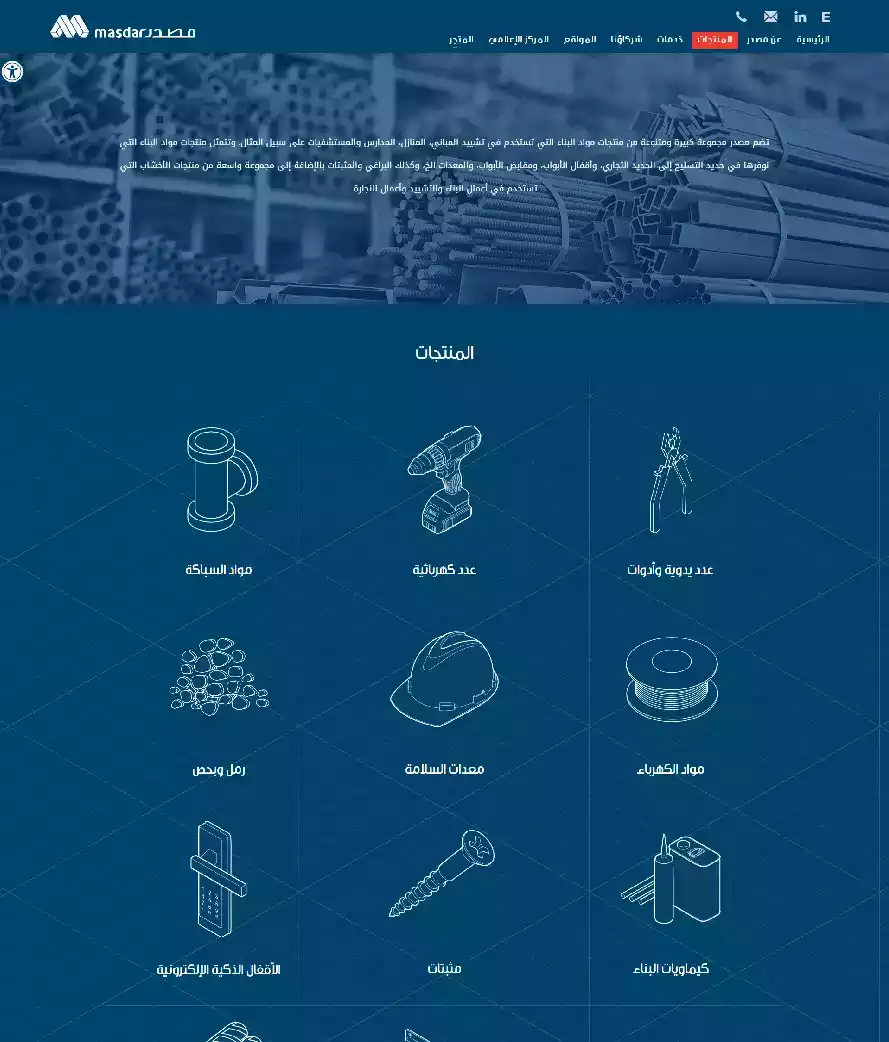 مصدر masdar
E
الرئيسية
عن مصدر
المنتجات
خدمات
شركاؤنا
المواقع
المركز الإعلامي
المتجر
تضم مصدر مجموعة كبيرة ومتنوعة من منتجات مواد البناء التي تستخدم في تشييد المباني، المنازل، المدارس والمستشفيات على سبيل المثال. وتتمثل منتجات مواد البناء التي
نوفرها في حديد التسليح إلى الحديد التجاري، وأقفال الأبواب، ومقابض الأبواب، والمعدات الخ، وكذلك البراغي والمثبتات بالإضافة إلى مجموعة واسعة من منتجات الأخشاب التي
تستخدم في أعمال البناء والتشييد وأعمال النجارة
المنتجات
عدد يدوية وأدوات
عدد كهربائية
مواد السباكة
مواد الكهرباء
معدات السلامة
رمل وبحص
كيماويات البناء
مثبتات
الأقفال الذكية الإلكترونية